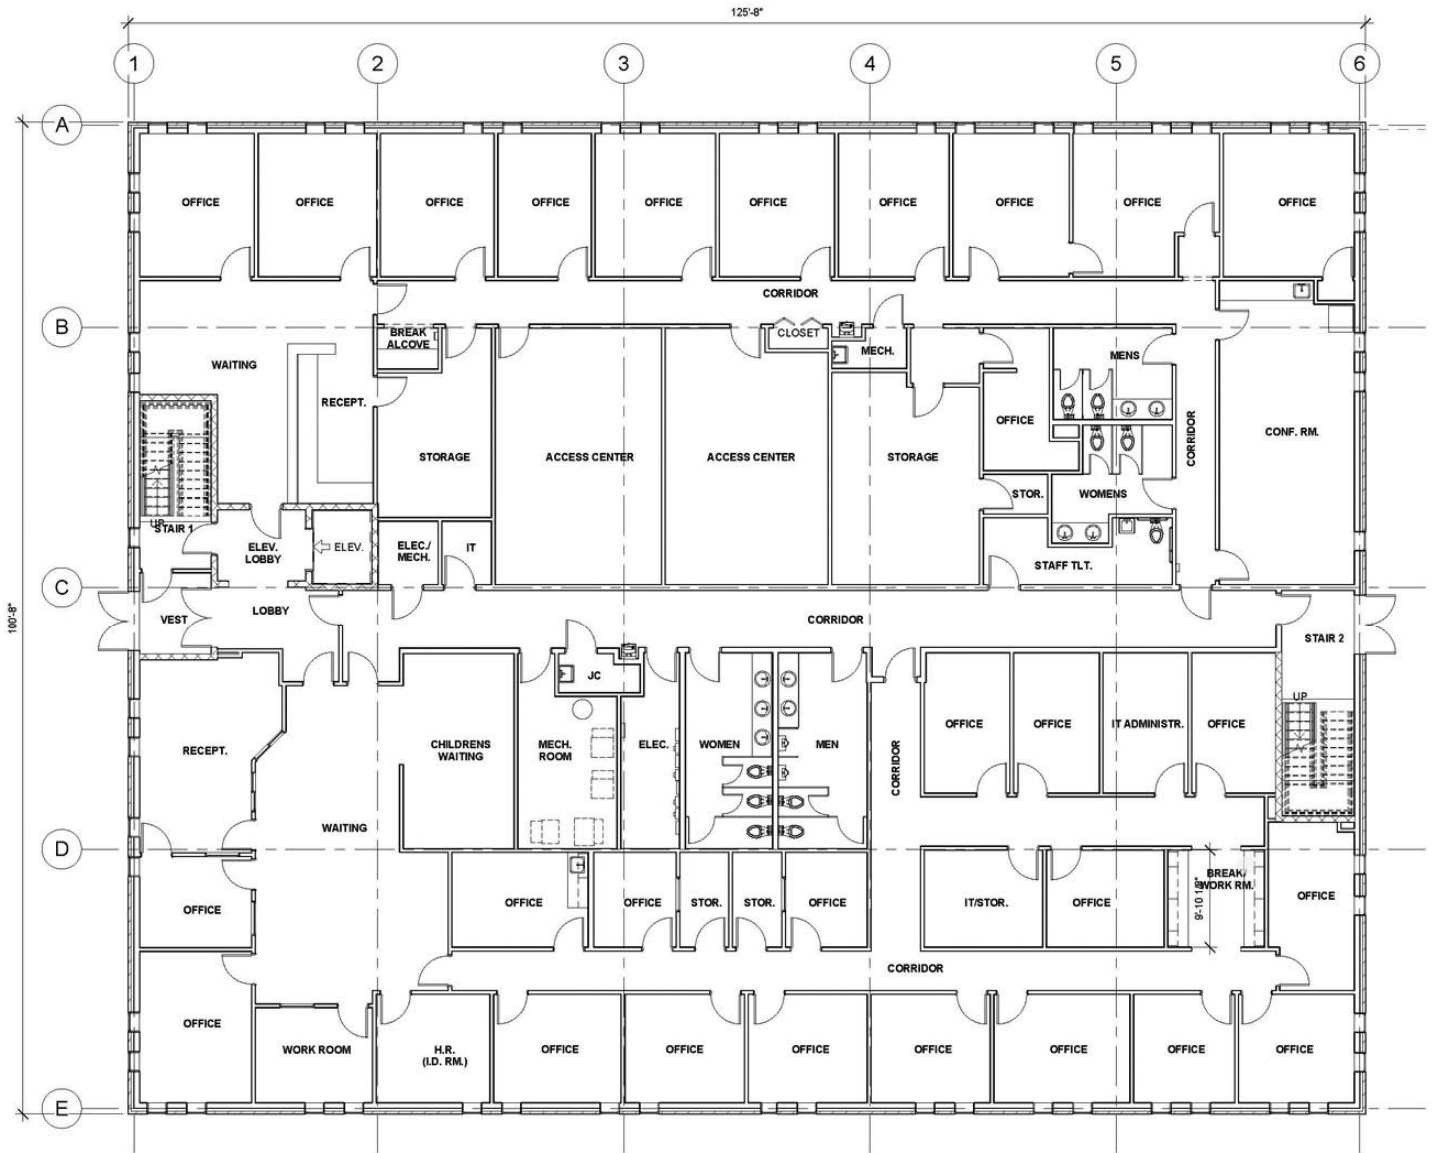 125'-8"
1 2 3 4 5 6
A
OFFICE OFFICE OFFICE OFFICE OFFICE OFFICE OFFICE OFFICE OFFICE OFFICE
CORRIDOR
B
BREAK
ALCOVE
CLOSET
MECH.
MENS
WAITING
RECEPT.
OFFICE
CORRIDOR
CONF. RM.
STORAGE
ACCESS CENTER
ACCESS CENTER
STORAGE
STOR.
WOMENS
UP
STAIR 1
ELEV.
LOBBY
ELEV.
ELEC./
MECH.
IT
STAFF TLT.
C
100'-8"
VEST
LOBBY
CORRIDOR
STAIR 2
JC
UP
RECEPT.
CHILDRENS
WAITING
MECH.
ROOM
ELEC.
WOMEN
MEN
CORRIDOR
OFFICE
OFFICE
IT ADMINISTR.
OFFICE
WAITING
D
OFFICE
OFFICE
OFFICE
STOR.
STOR.
OFFICE
IT/STOR.
OFFICE
BREAK/
WORK RM.
9'-10 1/8"
OFFICE
CORRIDOR
OFFICE
WORK ROOM
H.R.
(I.D. RM.)
OFFICE
OFFICE
OFFICE
OFFICE
OFFICE
OFFICE
OFFICE
E